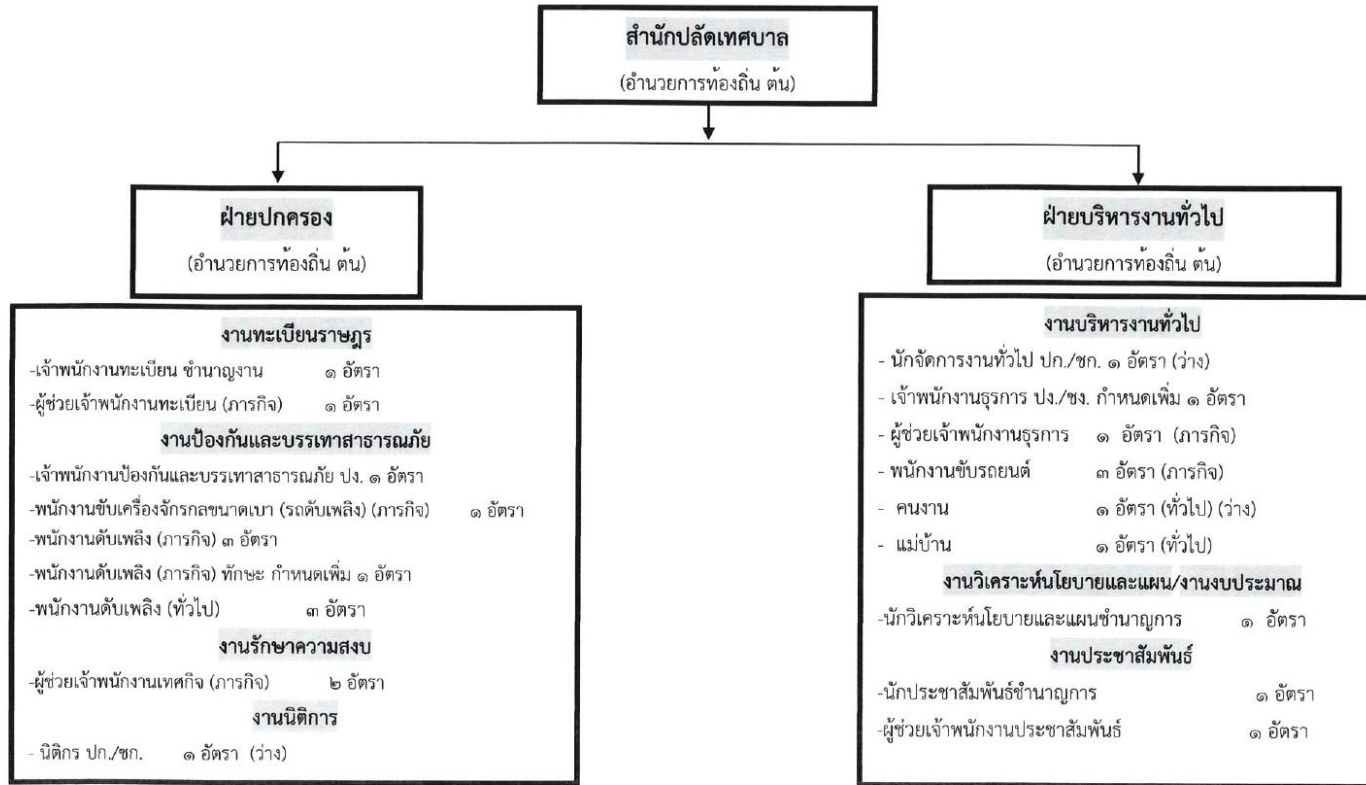 สำนักปลัดเทศบาล
(อำนวยการท้องถิ่น ต้น)
ฝ่ายปกครอง
(อำนวยการท้องถิ่น ต้น)
งานทะเบียนราษฎร
-เจ้าพนักงานทะเบียน ชำนาญงาน ๑ อัตรา
-ผู้ช่วยเจ้าพนักงานทะเบียน (ภารกิจ) ๑ อัตรา
งานป้องกันและบรรเทาสาธารณภัย
-เจ้าพนักงานป้องกันและบรรเทาสาธารณภัย ปง. ๑ อัตรา
-พนักงานขับเครื่องจักรกลขนาดเบา (รถดับเพลิง) (ภารกิจ) ๑ อัตรา
-พนักงานดับเพลิง (ภารกิจ) ๓ อัตรา
-พนักงานดับเพลิง (ภารกิจ) ทักษะ กำหนดเพิ่ม ๑ อัตรา
-พนักงานดับเพลิง (ทั่วไป) ๓ อัตรา
งานรักษาความสงบ
-ผู้ช่วยเจ้าพนักงานเทศกิจ (ภารกิจ) ๒ อัตรา
งานนิติการ
- นิติกร ปก./ชก. ๑ อัตรา (ว่าง)
ฝ่ายบริหารงานทั่วไป
(อำนวยการท้องถิ่น ต้น)
งานบริหารงานทั่วไป
- นักจัดการงานทั่วไป ปก./ชก. ๑ อัตรา (ว่าง)
- เจ้าพนักงานธุรการ ปง./ชง. กำหนดเพิ่ม ๑ อัตรา
- ผู้ช่วยเจ้าพนักงานธุรการ ๑ อัตรา (ภารกิจ)
- พนักงานขับรถยนต์ ๓ อัตรา (ภารกิจ)
- คนงาน ๑ อัตรา (ทั่วไป) (ว่าง)
- แม่บ้าน ๑ อัตรา (ทั่วไป)
งานวิเคราะห์นโยบายและแผน/งานงบประมาณ
-นักวิเคราะห์นโยบายและแผนชำนาญการ ๑ อัตรา
งานประชาสัมพันธ์
-นักประชาสัมพันธ์ชำนาญการ ๑ อัตรา
-ผู้ช่วยเจ้าพนักงานประชาสัมพันธ์ ๑ อัตรา